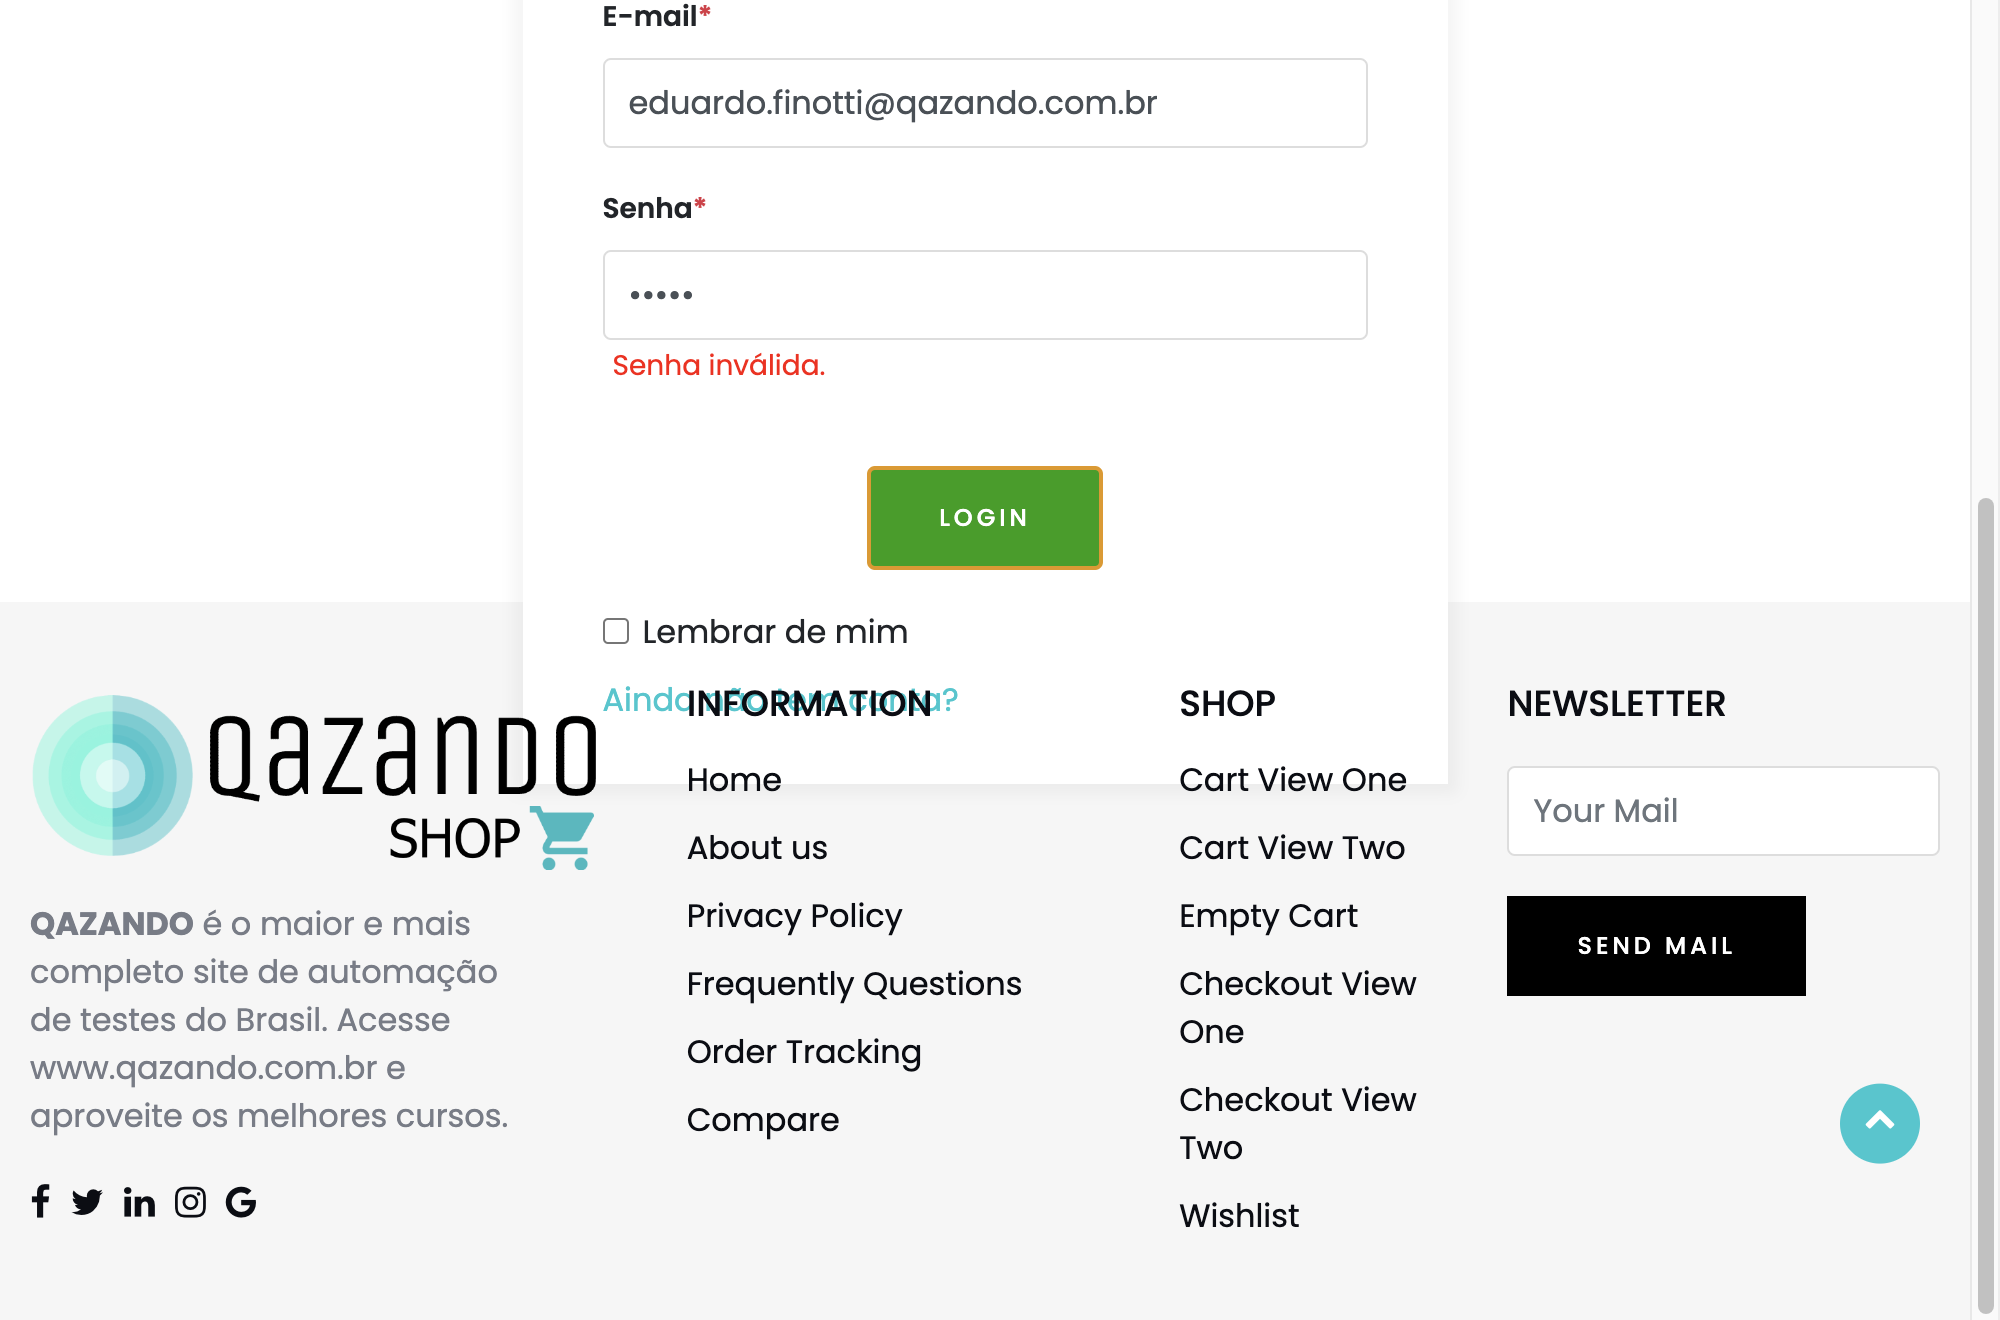 E-mail*
eduardo.finotti@qazando.com.br
Senha*
•••••
Senha inválida.
LOGIN
Lembrar de mim
Ainda não tem conta?
QAZANDO
SHOP
QAZANDO é o maior e mais
completo site de automação
de testes do Brasil. Acesse
www.qazando.com.br e
aproveite os melhores cursos.
INFORMATION
Home
About us
Privacy Policy
Frequently Questions
Order Tracking
Compare
SHOP
Cart View One
Cart View Two
Empty Cart
Checkout View
One
Checkout View
Two
Wishlist
NEWSLETTER
Your Mail
SEND MAIL